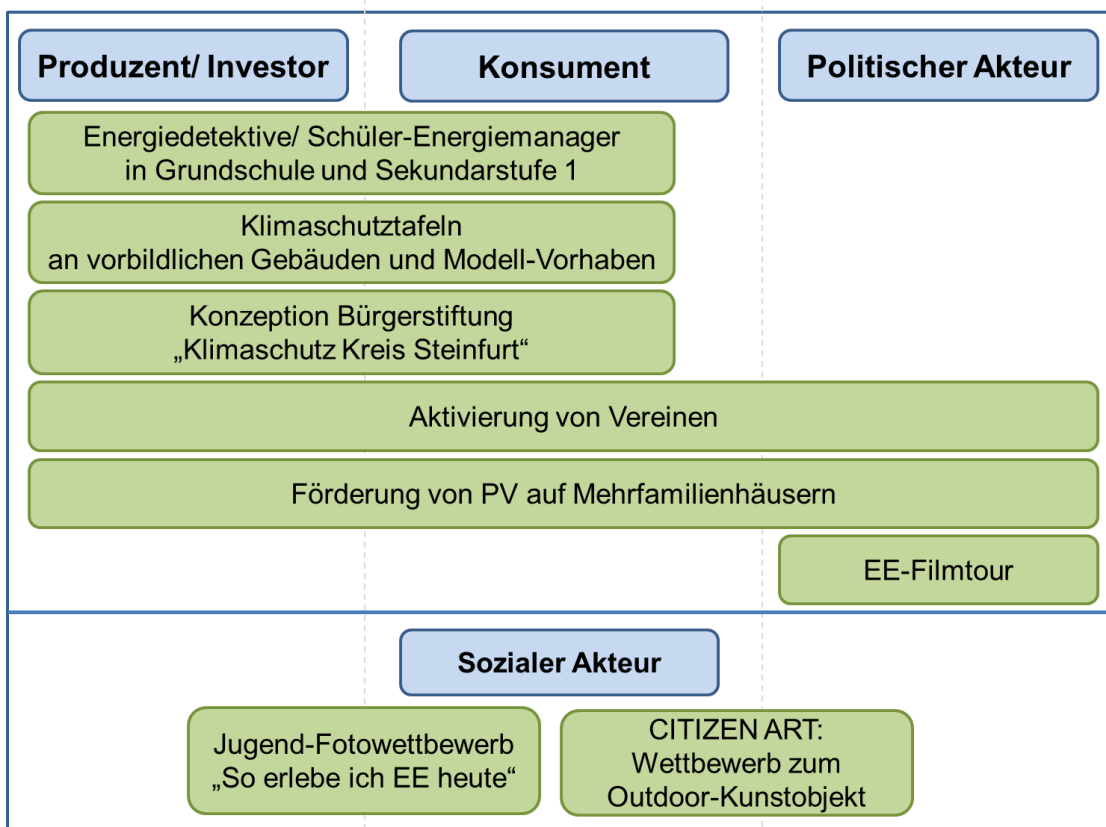 Produzent/ Investor
Konsument
Politischer Akteur
Energiedetektive/ Schüler-Energiemanager
in Grundschule und Sekundarstufe 1
Klimaschutztafeln
an vorbildlichen Gebäuden und Modell-Vorhaben
Konzeption Bürgerstiftung
„Klimaschutz Kreis Steinfurt“
Aktivierung von Vereinen
Förderung von PV auf Mehrfamilienhäusern
EE-Filmtour
Sozialer Akteur
Jugend-Fotowettbewerb
„So erlebe ich EE heute“
CITIZEN ART:
Wettbewerb zum
Outdoor-Kunstobjekt